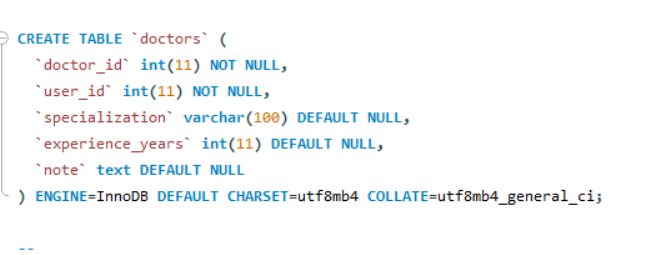 CREATE TABLE `doctors` (
`doctor_id` int(11) NOT NULL,
`user_id` int(11) NOT NULL,
`specialization` varchar(100) DEFAULT NULL,
`experience_years` int(11) DEFAULT NULL,
`note` text DEFAULT NULL
) ENGINE=InnoDB DEFAULT CHARSET=utf8mb4 COLLATE=utf8mb4_general_ci;
--